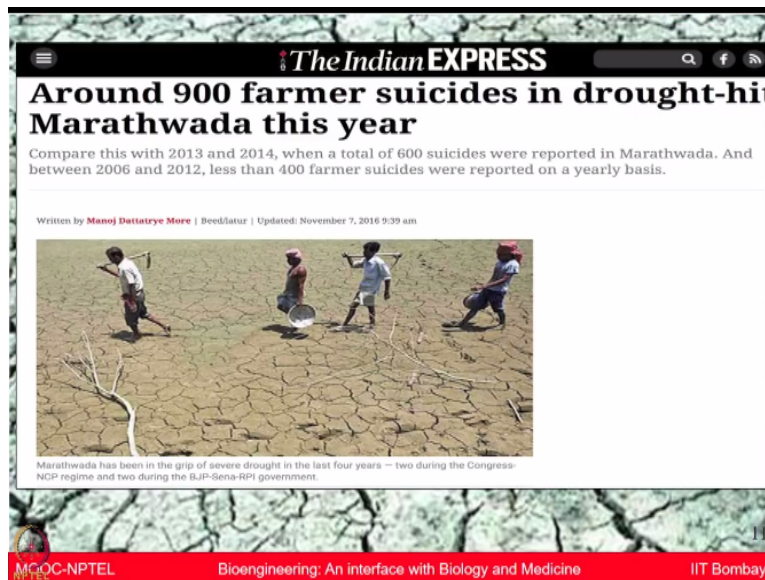 The Indian EXPRESS
Around 900 farmer suicides in drought-hit
Marathwada this year
Compare this with 2013 and 2014, when a total of 600 suicides were reported in Marathwada. And
between 2006 and 2012, less than 400 farmer suicides were reported on a yearly basis.
Written by Manoj Dattatrye More | Beed/latur | Updated: November 7, 2016 9:39 am
Marathwada has been in the grip of severe drought in the last four years — two during the Congress-
NCP regime and two during the BJP-Sena-RPI government.
MOOC-NPTEL Bioengineering: An interface with Biology and Medicine IIT Bombay
NPTEL